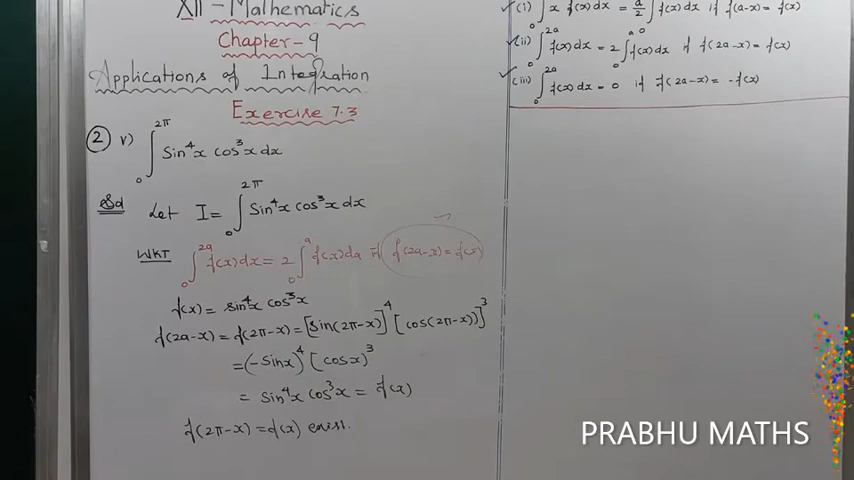 XII - Mathematics
Chapter-9
Applications of Integration
Exercise 7.3
② v) ∫₀^2π Sin⁴x cos³x dx
Sol Let I = ∫₀^2π Sin⁴x cos³x dx
WKT ∫₀^2a f(x)dx = 2 ∫₀^a f(x)dx if f(2a-x) = f(x)
f(x) = sin⁴x cos³x
f(2a-x) = f(2π-x) = [sin(2π-x)]⁴ [cos(2π-x)]³
= (-sinx)⁴ [cosx]³
= sin⁴x cos³x = f(x)
f(2π-x) = f(x) exist.
✓(i) ∫₀^a x f(x)dx = a/2 ∫₀^a f(x)dx if f(a-x) = f(x)
✓(ii) ∫₀^2a f(x)dx = 2 ∫₀^a f(x)dx if f(2a-x) = f(x)
✓(iii) ∫₀^2a f(x)dx = 0 if f(2a-x) = -f(x)
PRABHU MATHS